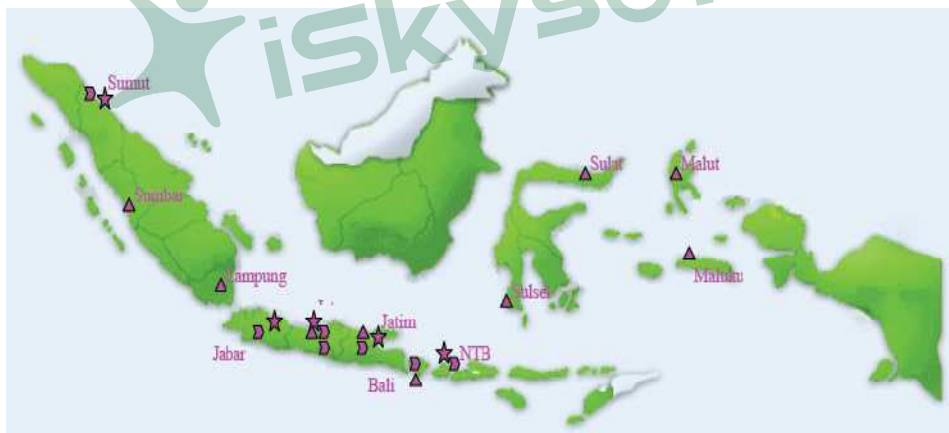 iSkysoft
Sumut
Sulut
Malut
Sumbar
Lampung
Maluku
Sulsel
Jatim
Jabar
NTB
Bali